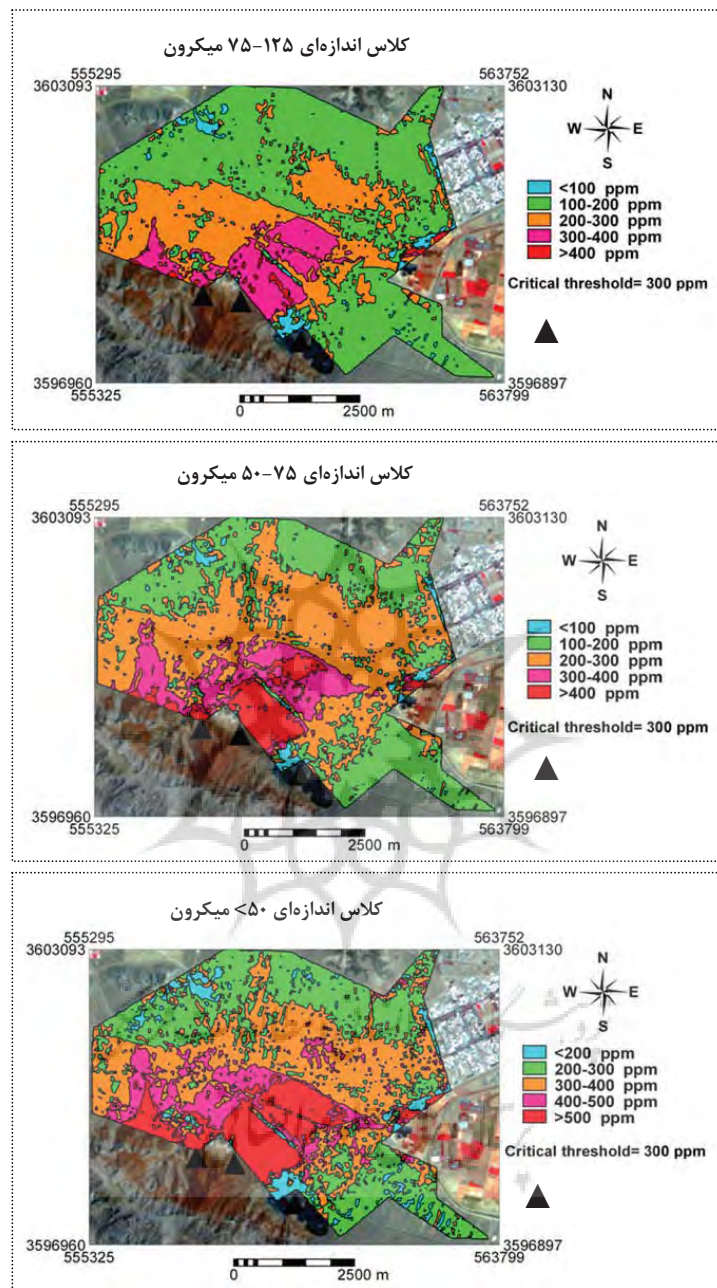 کلاس اندازه‌ای ۷۵-۱۲۵ میکرون
555295 563752
3603093 3603130
N
W E
S
<100 ppm
100-200 ppm
200-300 ppm
300-400 ppm
>400 ppm
Critical threshold= 300 ppm
3596960 3596897
555325 563799
0 2500 m
کلاس اندازه‌ای ۵۰-۷۵ میکرون
555295 563752
3603093 3603130
N
W E
S
<100 ppm
100-200 ppm
200-300 ppm
300-400 ppm
>400 ppm
Critical threshold= 300 ppm
3596960 3596897
555325 563799
0 2500 m
کلاس اندازه‌ای ۵۰> میکرون
555295 563752
3603093 3603130
N
W E
S
<200 ppm
200-300 ppm
300-400 ppm
400-500 ppm
>500 ppm
Critical threshold= 300 ppm
3596960 3596897
555325 563799
0 2500 m